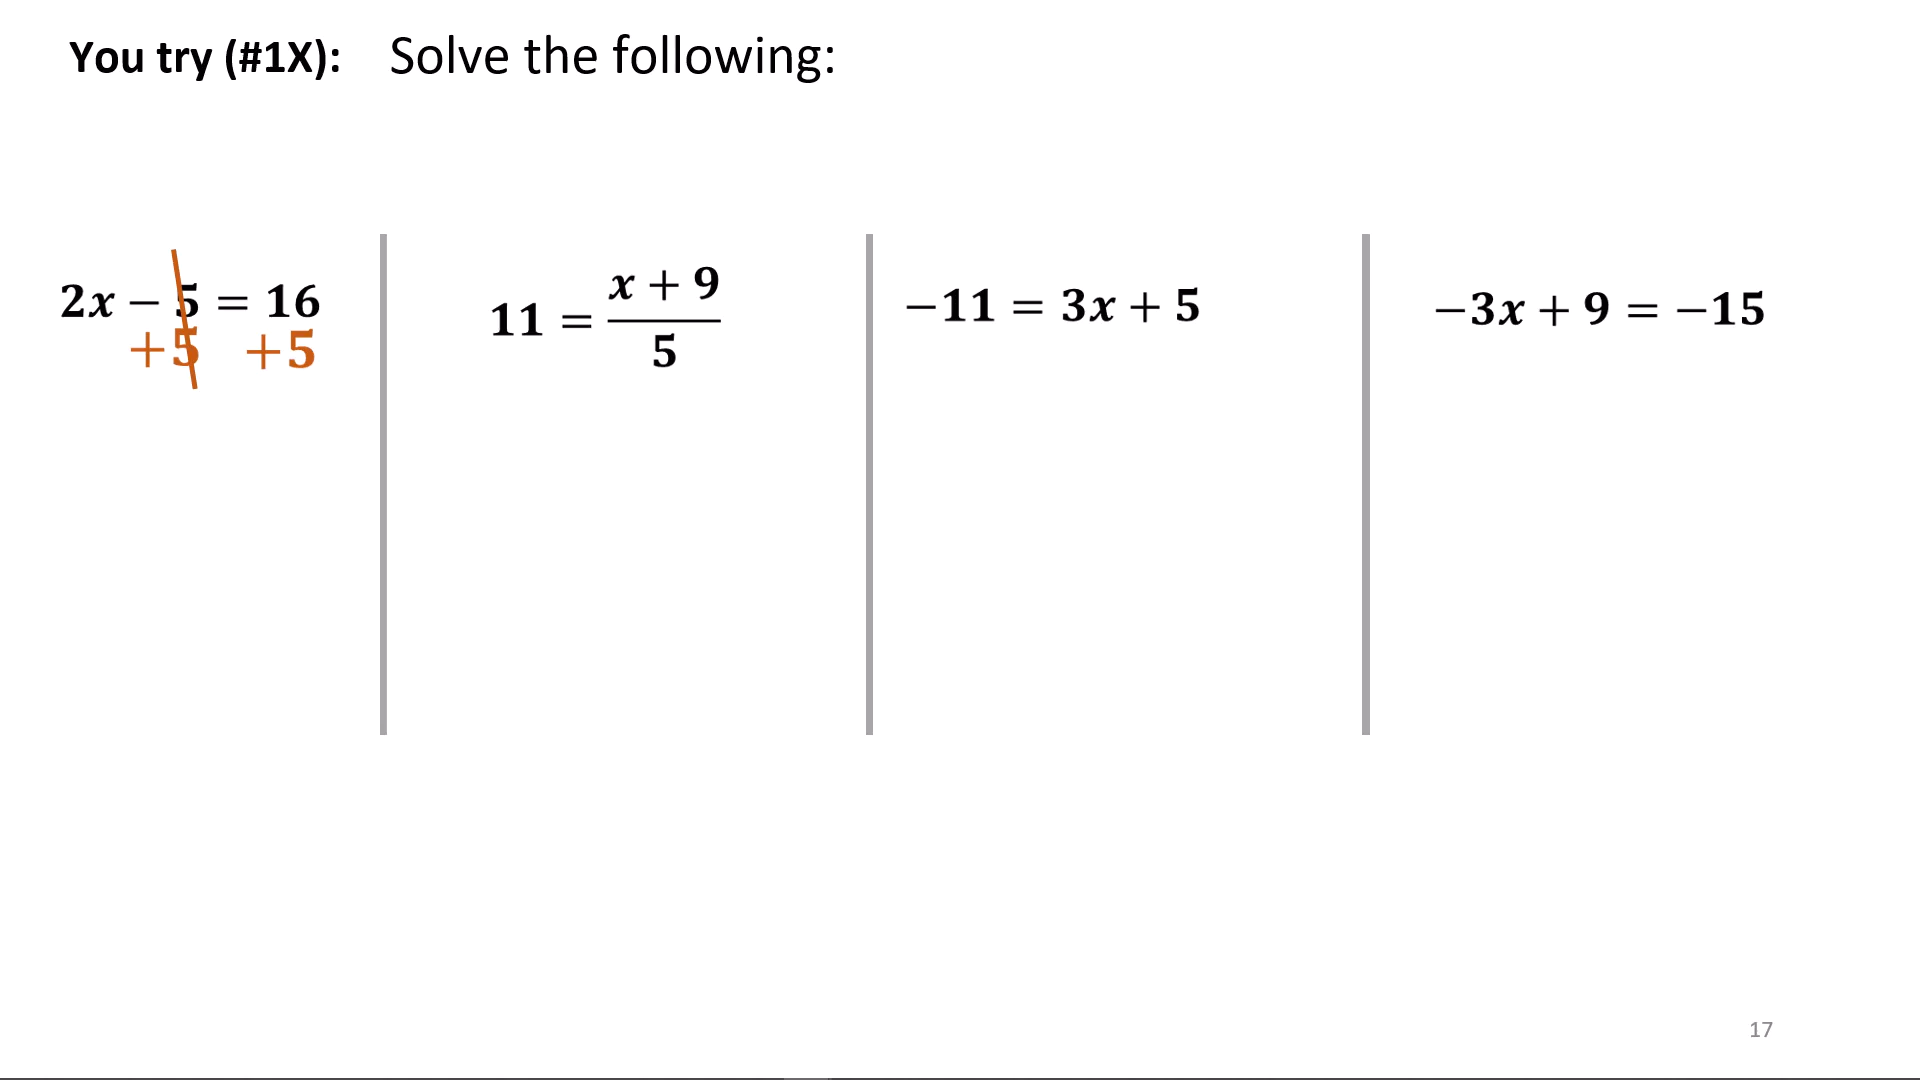 You try (#1X): Solve the following:
2x − 5 = 16
+5 +5
11 = (x + 9)/5
−11 = 3x + 5
−3x + 9 = −15
17